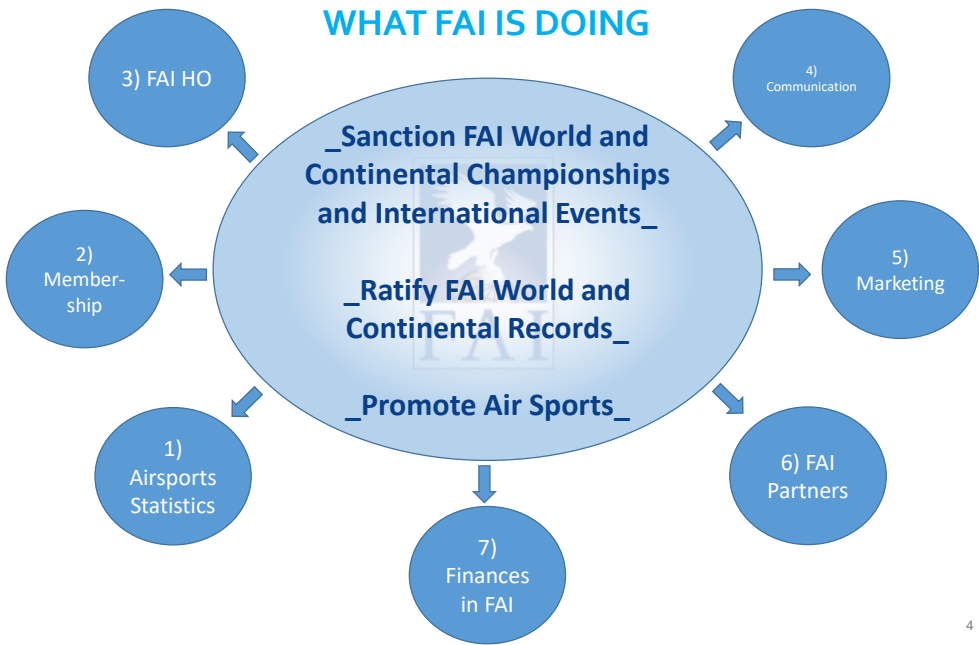 WHAT FAI IS DOING
3) FAI HO
4)
Communication
_Sanction FAI World and
Continental Championships
and International Events_
2)
Member-
ship
5)
Marketing
_Ratify FAI World and
Continental Records_
FAI
_Promote Air Sports_
1)
Airsports
Statistics
6) FAI
Partners
7)
Finances
in FAI
4